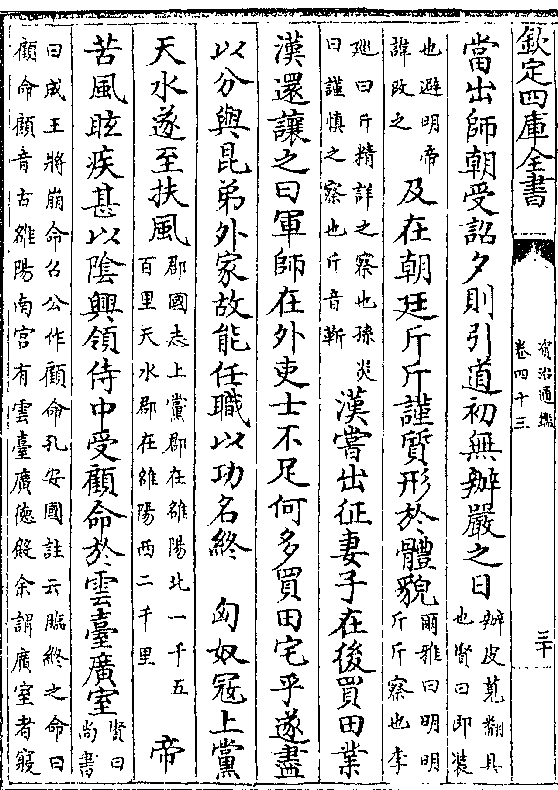 欽定四庫全書
資治通鑑
卷四十三
三十
當出師朝受詔夕則引道初無辦嚴之日辦皮莧翻具
也賢曰即裝
也避明帝
諱改之及在朝廷斤斤謹質形於體貌爾雅曰明明
斤斤察也李
廵曰斤精詳之察也孫炎
曰謹慎之察也斤音靳漢嘗出征妻子在後買田業
漢還讓之曰軍師在外吏士不足何多買田宅乎遂盡
以分與昆弟外家故能任職以功名終 匈奴冦上黨
天水遂至扶風郡國志上黨郡在雒陽北一千五
百里天水郡在雒陽西二千里 帝
苦風眩疾甚以隂興領侍中受顧命於雲臺廣室賢曰
尚書
曰成王將崩命召公作顧命孔安國註云臨終之命曰
顧命顧音古雒陽南宫有雲臺廣德殿余謂廣室者寢